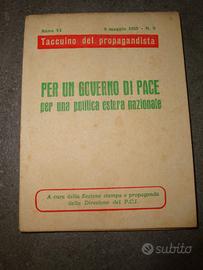 Anno VI
9 maggio 1953 - N. 9
Taccuino del propagandista
PER UN GOVERNO DI PACE
per una politica estera nazionale
A cura della Sezione stampa e propaganda
della Direzione del P.C.I.
subito